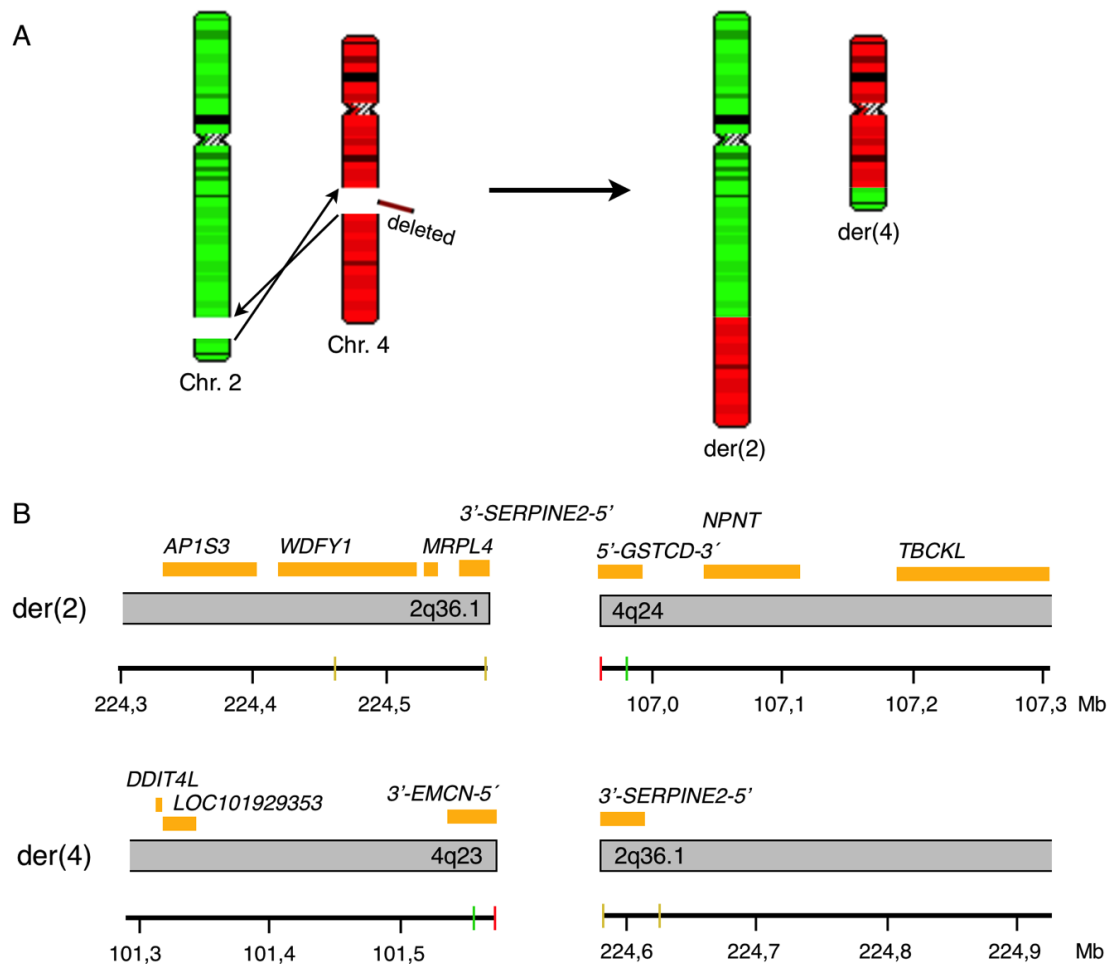 A
deleted
Chr. 2
Chr. 4
der(2)
der(4)
B
3'-SERPINE2-5'
NPNT
AP1S3
WDFY1
MRPL4
5'-GSTCD-3´
TBCKL
der(2)
2q36.1
4q24
224,3
224,4
224,5
107,0
107,1
107,2
107,3
Mb
DDIT4L
LOC101929353
3'-EMCN-5´
3'-SERPINE2-5'
der(4)
4q23
2q36.1
101,3
101,4
101,5
224,6
224,7
224,8
224,9
Mb